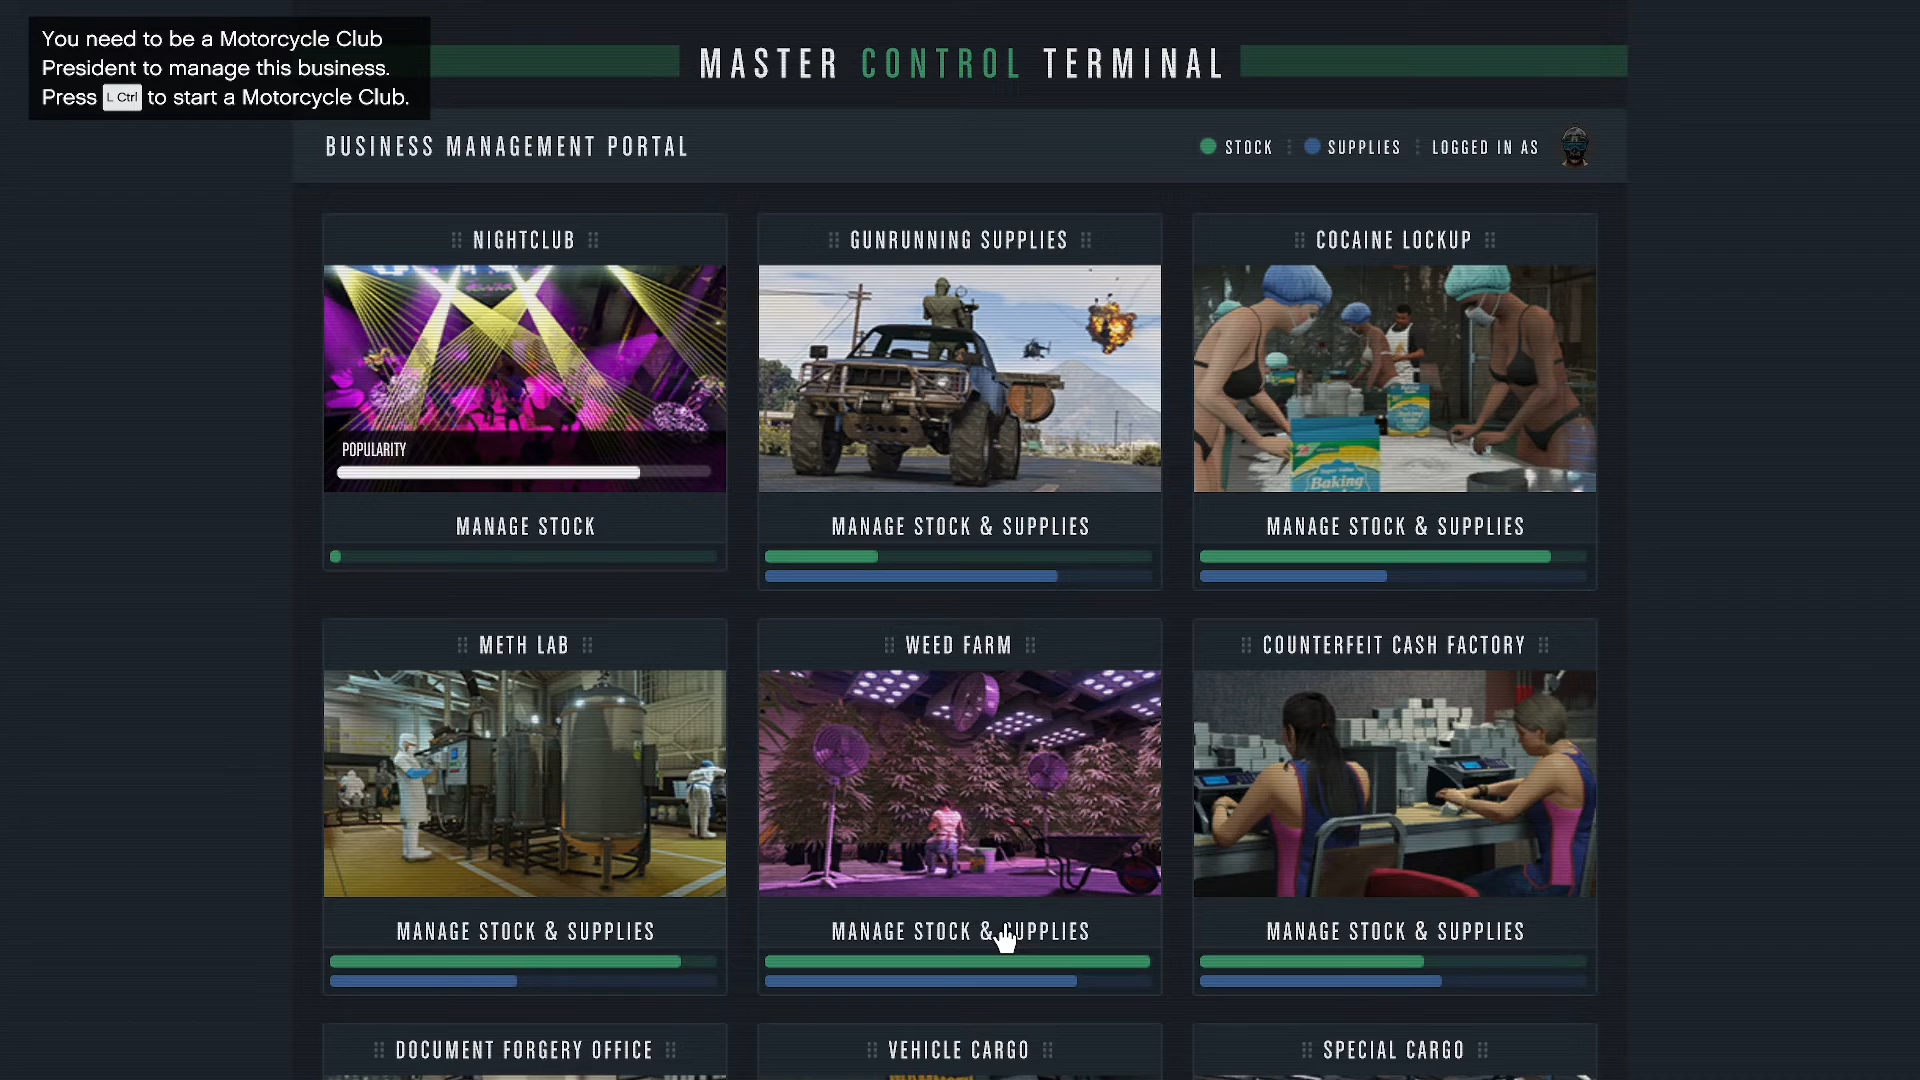 You need to be a Motorcycle Club
President to manage this business.
Press L Ctrl to start a Motorcycle Club.
MASTER CONTROL TERMINAL
BUSINESS MANAGEMENT PORTAL
STOCK
SUPPLIES
LOGGED IN AS
NIGHTCLUB
GUNRUNNING SUPPLIES
COCAINE LOCKUP
POPULARITY
Baking
MANAGE STOCK
MANAGE STOCK & SUPPLIES
MANAGE STOCK & SUPPLIES
METH LAB
WEED FARM
COUNTERFEIT CASH FACTORY
MANAGE STOCK & SUPPLIES
MANAGE STOCK & SUPPLIES
MANAGE STOCK & SUPPLIES
DOCUMENT FORGERY OFFICE
VEHICLE CARGO
SPECIAL CARGO